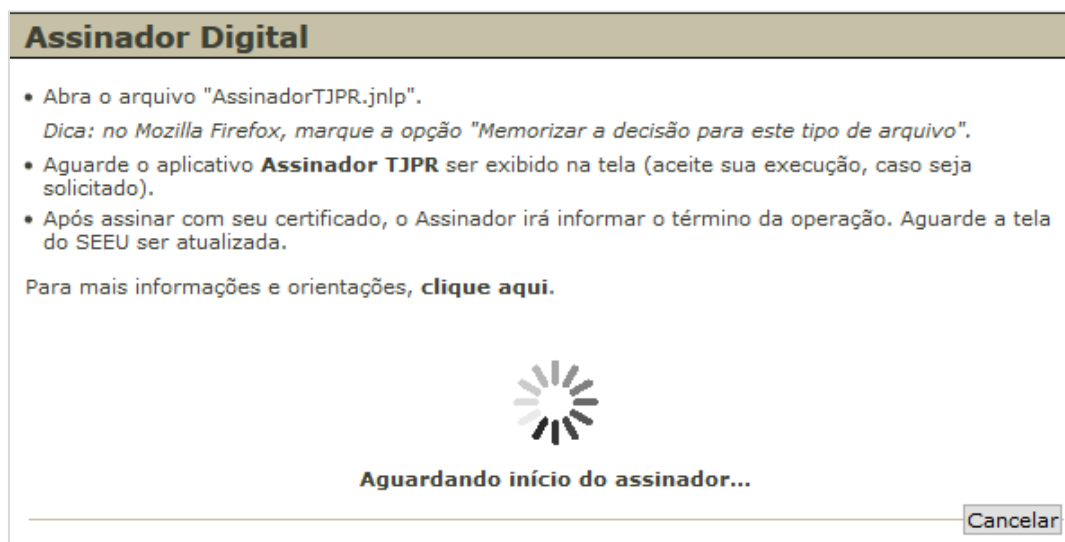 Assinador Digital
• Abra o arquivo "AssinadorTJPR.jnlp".
Dica: no Mozilla Firefox, marque a opção "Memorizar a decisão para este tipo de arquivo".
• Aguarde o aplicativo Assinador TJPR ser exibido na tela (aceite sua execução, caso seja
solicitado).
• Após assinar com seu certificado, o Assinador irá informar o término da operação. Aguarde a tela
do SEEU ser atualizada.
Para mais informações e orientações, clique aqui.
Aguardando início do assinador...
Cancelar